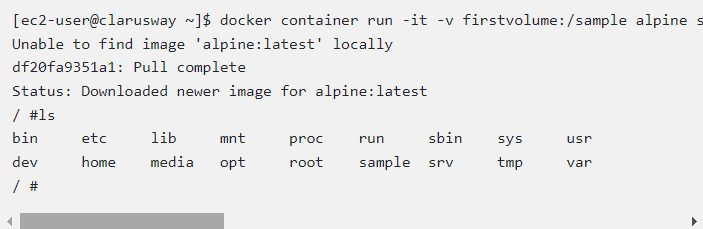 [ec2-user@clarusway ~]$ docker container run -it -v firstvolume:/sample alpine s
Unable to find image 'alpine:latest' locally
df20fa9351a1: Pull complete
Status: Downloaded newer image for alpine:latest
/ #ls
bin     etc     lib     mnt     proc    run     sbin    sys     usr
dev     home    media   opt     root    sample  srv     tmp     var
/ #